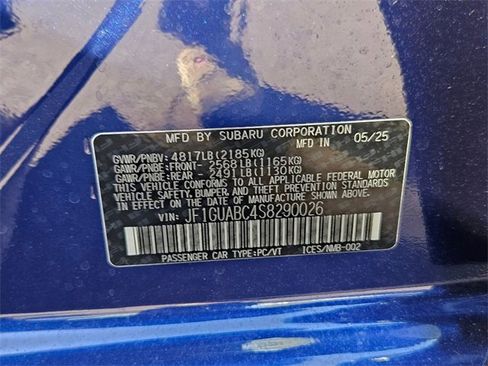 MFD BY SUBARU CORPORATION
MFD IN 05/25
GVWR/PNBV: 4817LB(2185KG)
GAWR/PNBE:FRONT- 2568LB(1165KG)
GAWR/PNBE:REAR - 2491LB(1130KG)
THIS VEHICLE CONFORMS TO ALL APPLICABLE FEDERAL MOTOR
VEHICLE SAFETY, BUMPER, AND THEFT PREVENTION STANDARDS
IN EFFECT ON THE DATE OF MANUFACTURE SHOWN ABOVE.
VIN: JF1GUABC4S8290026
PASSENGER CAR TYPE:PC/VT ICES/NMB-002